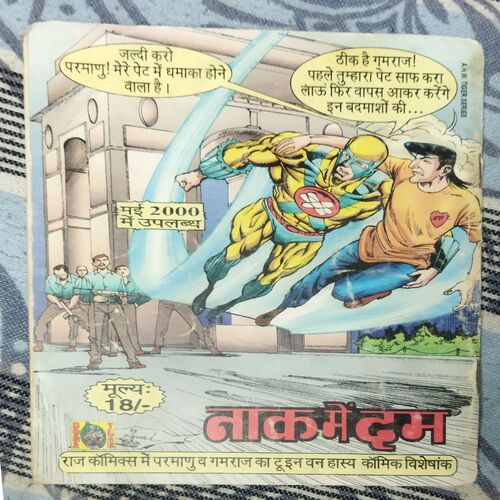 जल्दी करो
परमाणु! मेरे पेट में धमाका होने
वाला है।
ठीक है गमराज!
पहले तुम्हारा पेट साफ करा
लाऊं फिर वापस आकर करेंगे
इन बदमाशों की...
मई 2000
में उपलब्ध
मूल्यः
18/-
नाक में दम
राज कॉमिक्स में परमाणु व गमराज का टू इन वन हास्य कॉमिक विशेषांक